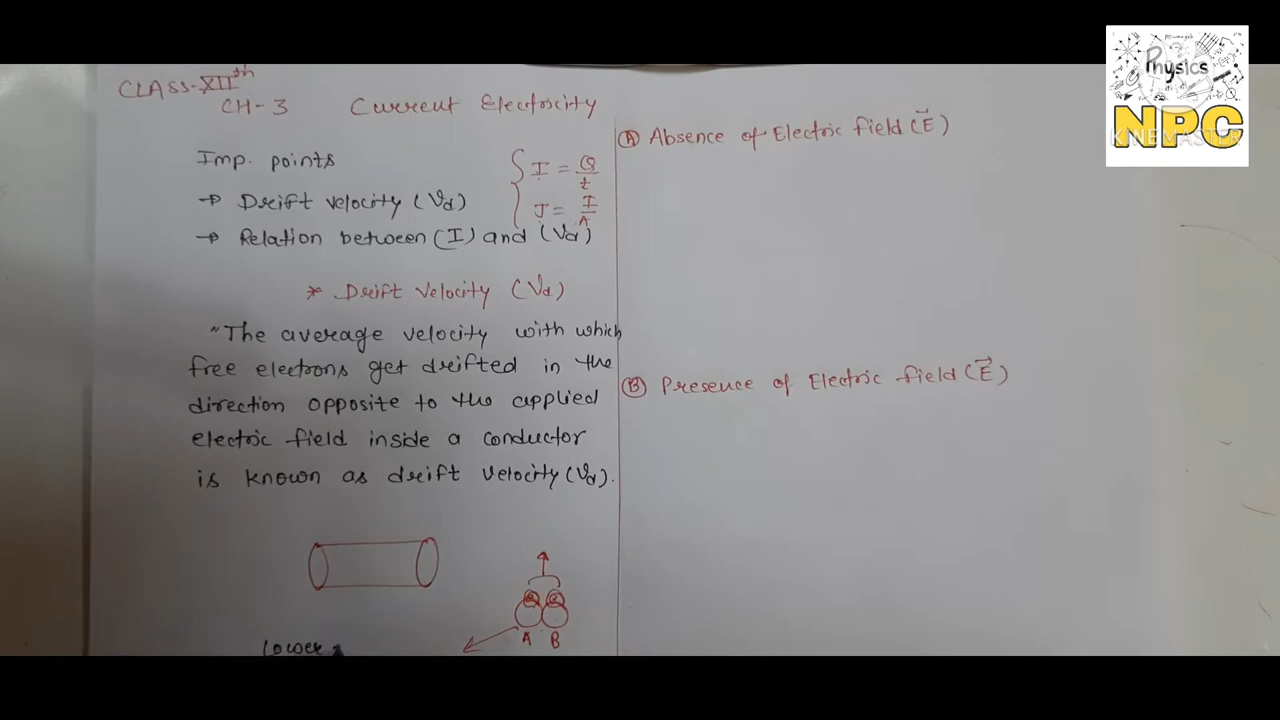 CLASS-XIIth
CH-3 Current Electricity
Imp. points
→ Drift velocity (Vd)
→ Relation between (I) and (Vd)
I = Q/t
J = I/A
* Drift Velocity (Vd)
"The average velocity with which
free electrons get drifted in the
direction opposite to the applied
electric field inside a conductor
is known as drift velocity (Vd).
A B
Lower
Ⓐ Absence of Electric field (E⃗)
Ⓑ Presence of Electric field (E⃗)
Physics
NPC
KINEMASTER